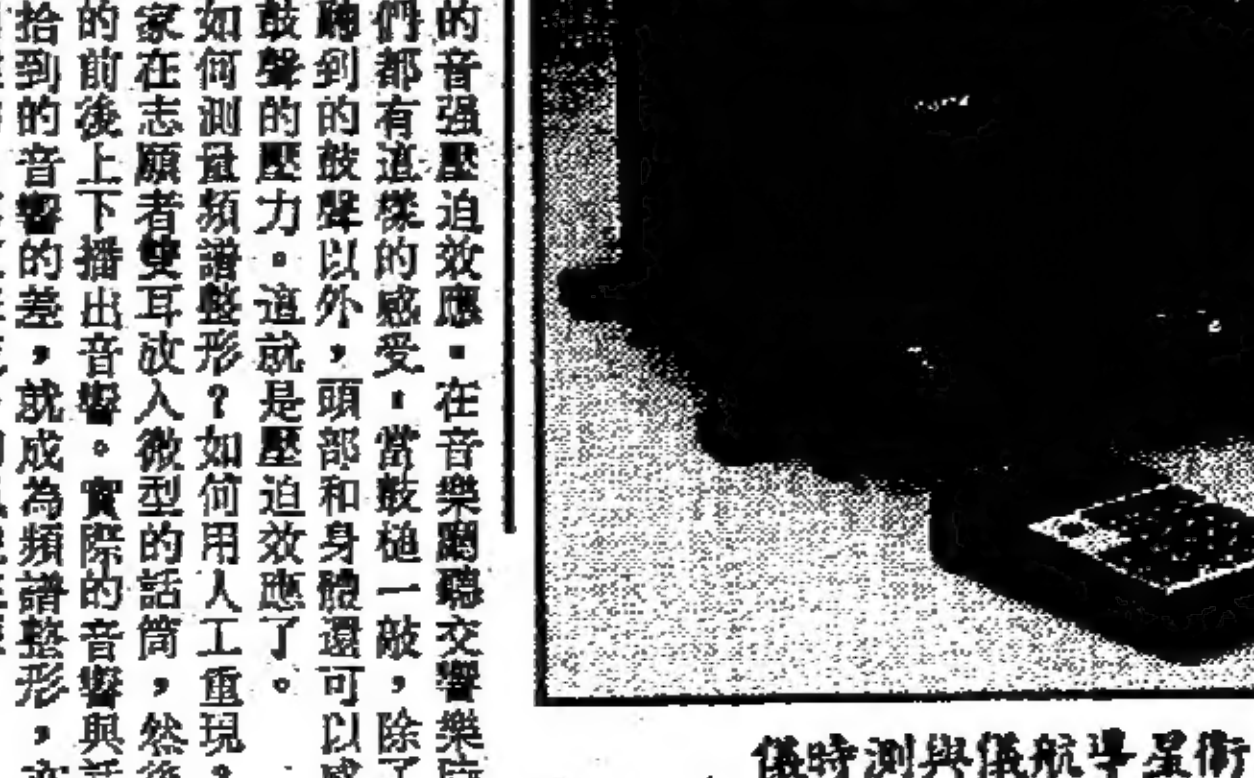 的音强壓迫效應。在音樂廳聽交響樂
們都有這樣的感受，當鼓槌一敲，除了
聽到的鼓聲以外，頭部和身體還可以感
鼓聲的壓力。這就是壓迫效應了。
如何測量頻譜整形？如何用人工重現？
家在志願者雙耳放入微型的話筒，然後
的前後上下播出音響。實際的音響與話
拾到的音響的差，就成為頻譜整形，
衛星導航儀與測時儀